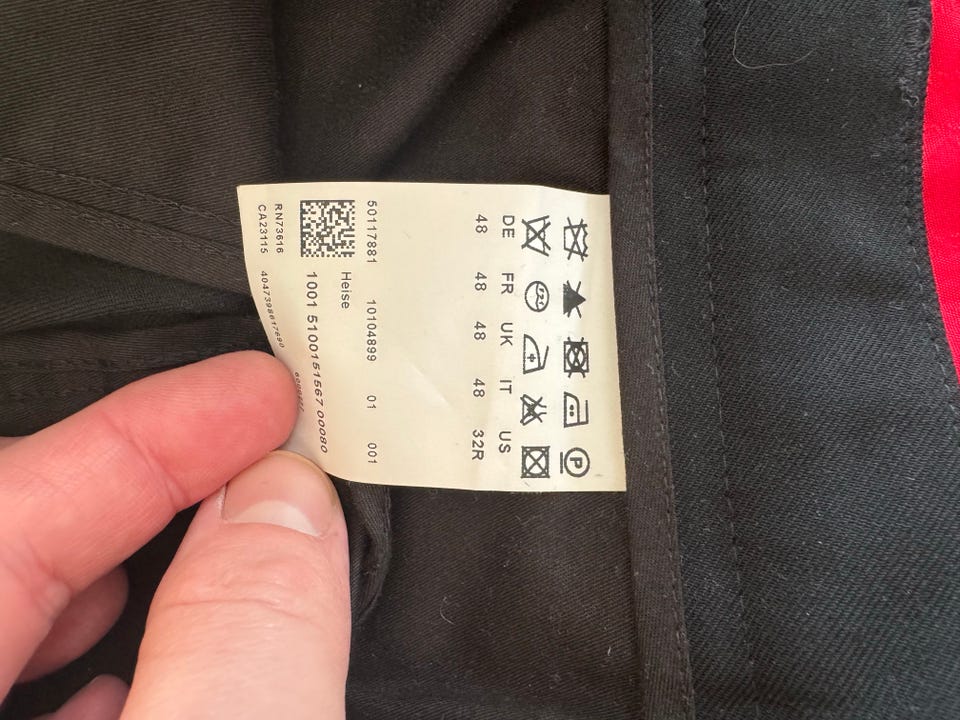 DE FR UK IT US
48 48 48 48 32R
50117881 10104899 01 001
Heise
1001 5100151567 00080
RN73616
CA23115